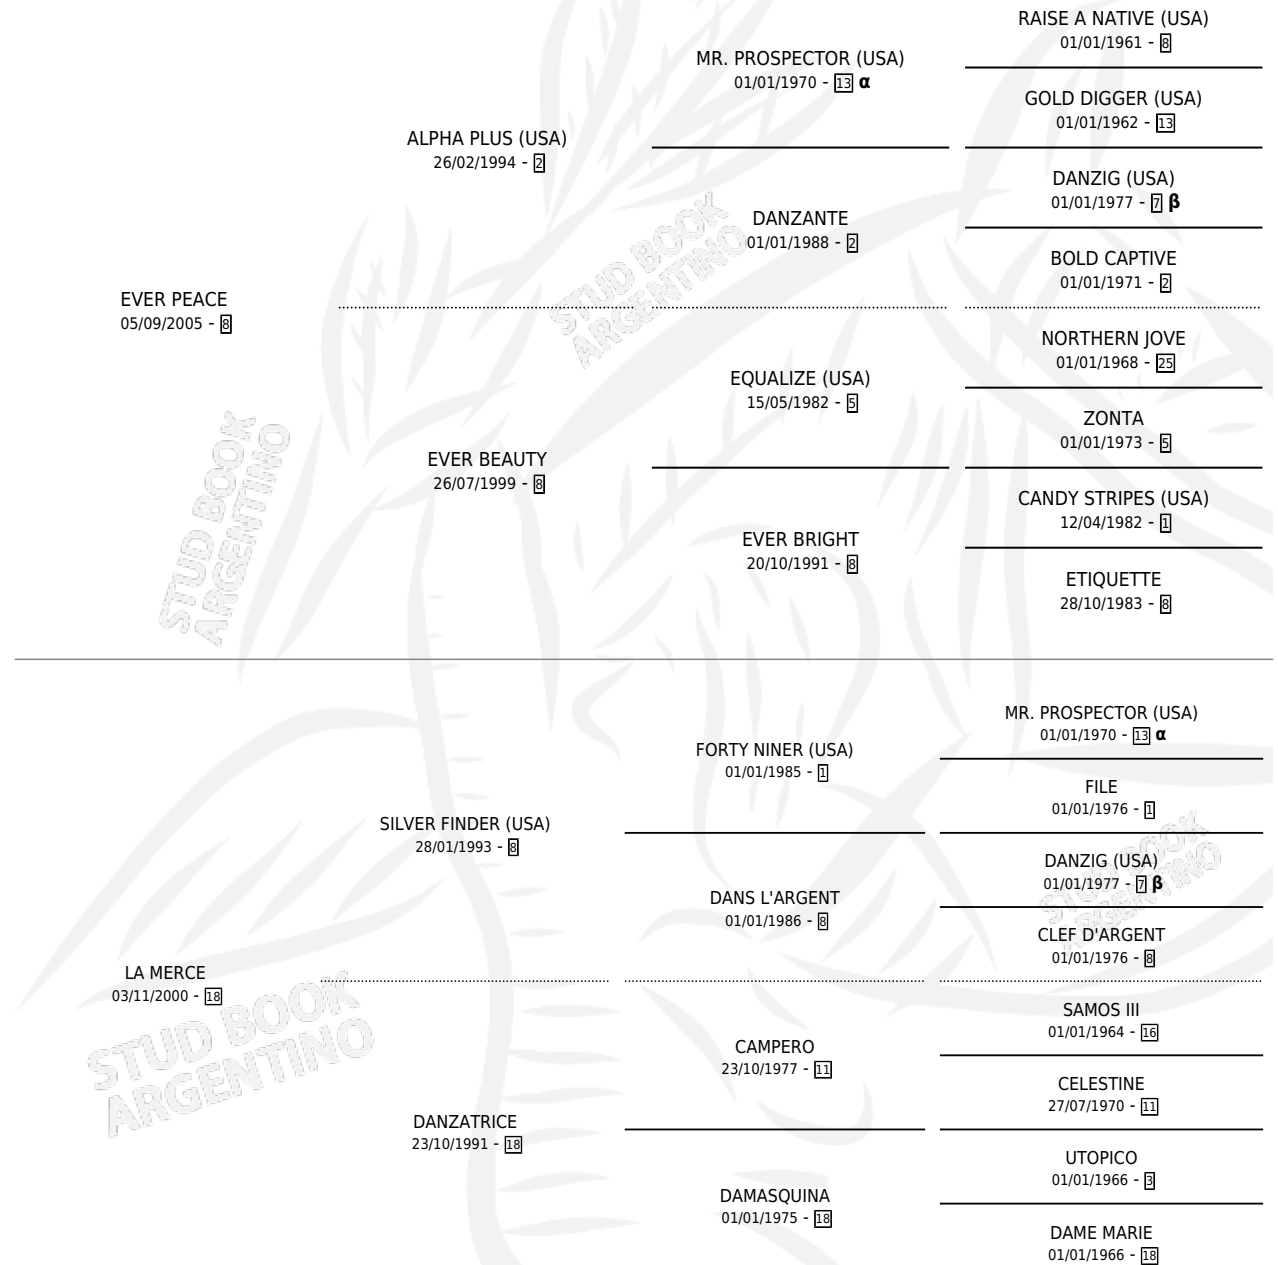 RAISE A NATIVE (USA)
01/01/1961 - 8
MR. PROSPECTOR (USA)
01/01/1970 - 13 α
GOLD DIGGER (USA)
01/01/1962 - 13
ALPHA PLUS (USA)
26/02/1994 - 2
DANZIG (USA)
01/01/1977 - 7 β
DANZANTE
01/01/1988 - 2
BOLD CAPTIVE
01/01/1971 - 2
EVER PEACE
05/09/2005 - 8
NORTHERN JOVE
01/01/1968 - 25
EQUALIZE (USA)
15/05/1982 - 5
ZONTA
01/01/1973 - 5
EVER BEAUTY
26/07/1999 - 8
CANDY STRIPES (USA)
12/04/1982 - 1
EVER BRIGHT
20/10/1991 - 8
ETIQUETTE
28/10/1983 - 8
MR. PROSPECTOR (USA)
01/01/1970 - 13 α
FORTY NINER (USA)
01/01/1985 - 1
FILE
01/01/1976 - 1
SILVER FINDER (USA)
28/01/1993 - 8
DANZIG (USA)
01/01/1977 - 7 β
DANS L'ARGENT
01/01/1986 - 8
CLEF D'ARGENT
01/01/1976 - 8
LA MERCE
03/11/2000 - 18
SAMOS III
01/01/1964 - 16
CAMPERO
23/10/1977 - 11
CELESTINE
27/07/1970 - 11
DANZATRICE
23/10/1991 - 18
UTOPICO
01/01/1966 - 3
DAMASQUINA
01/01/1975 - 18
DAME MARIE
01/01/1966 - 18
STUD BOOK
ARGENTINO
STUD BOOK
ARGENTINO
STUD BOOK
ARGENTINO
STUD BOOK
ARGENTINO